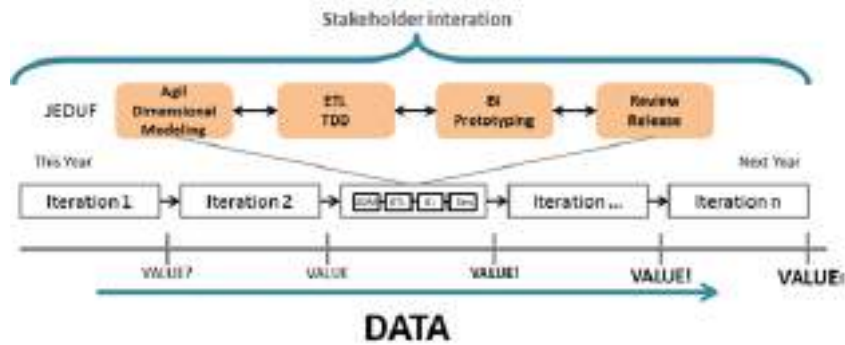 Stakeholder interation
JEDUF
Agil
Dimensional
Modeling
ETL
TDD
BI
Prototyping
Review
Release
This Year
Next Year
Iteration 1
Iteration 2
ETL
Iteration ...
Iteration n
VALUE?
VALUE
VALUE!
VALUE!
VALUE!
DATA